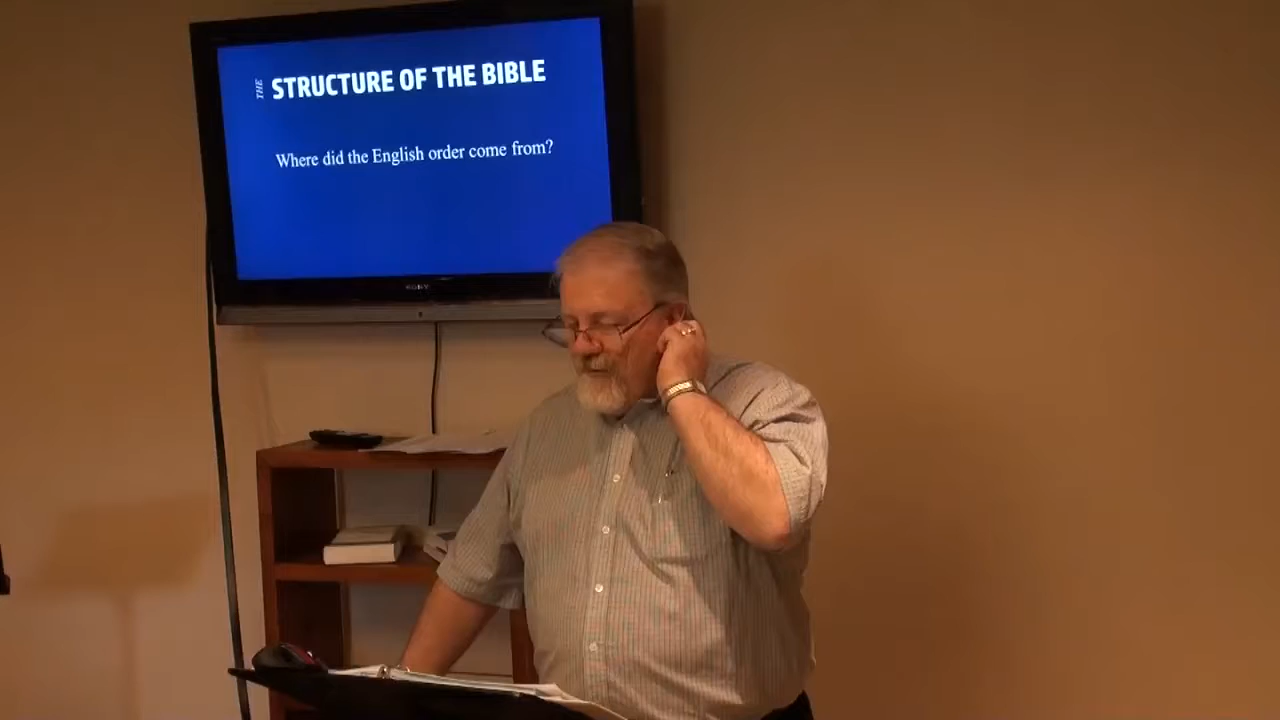 THE STRUCTURE OF THE BIBLE
Where did the English order come from?
SONY